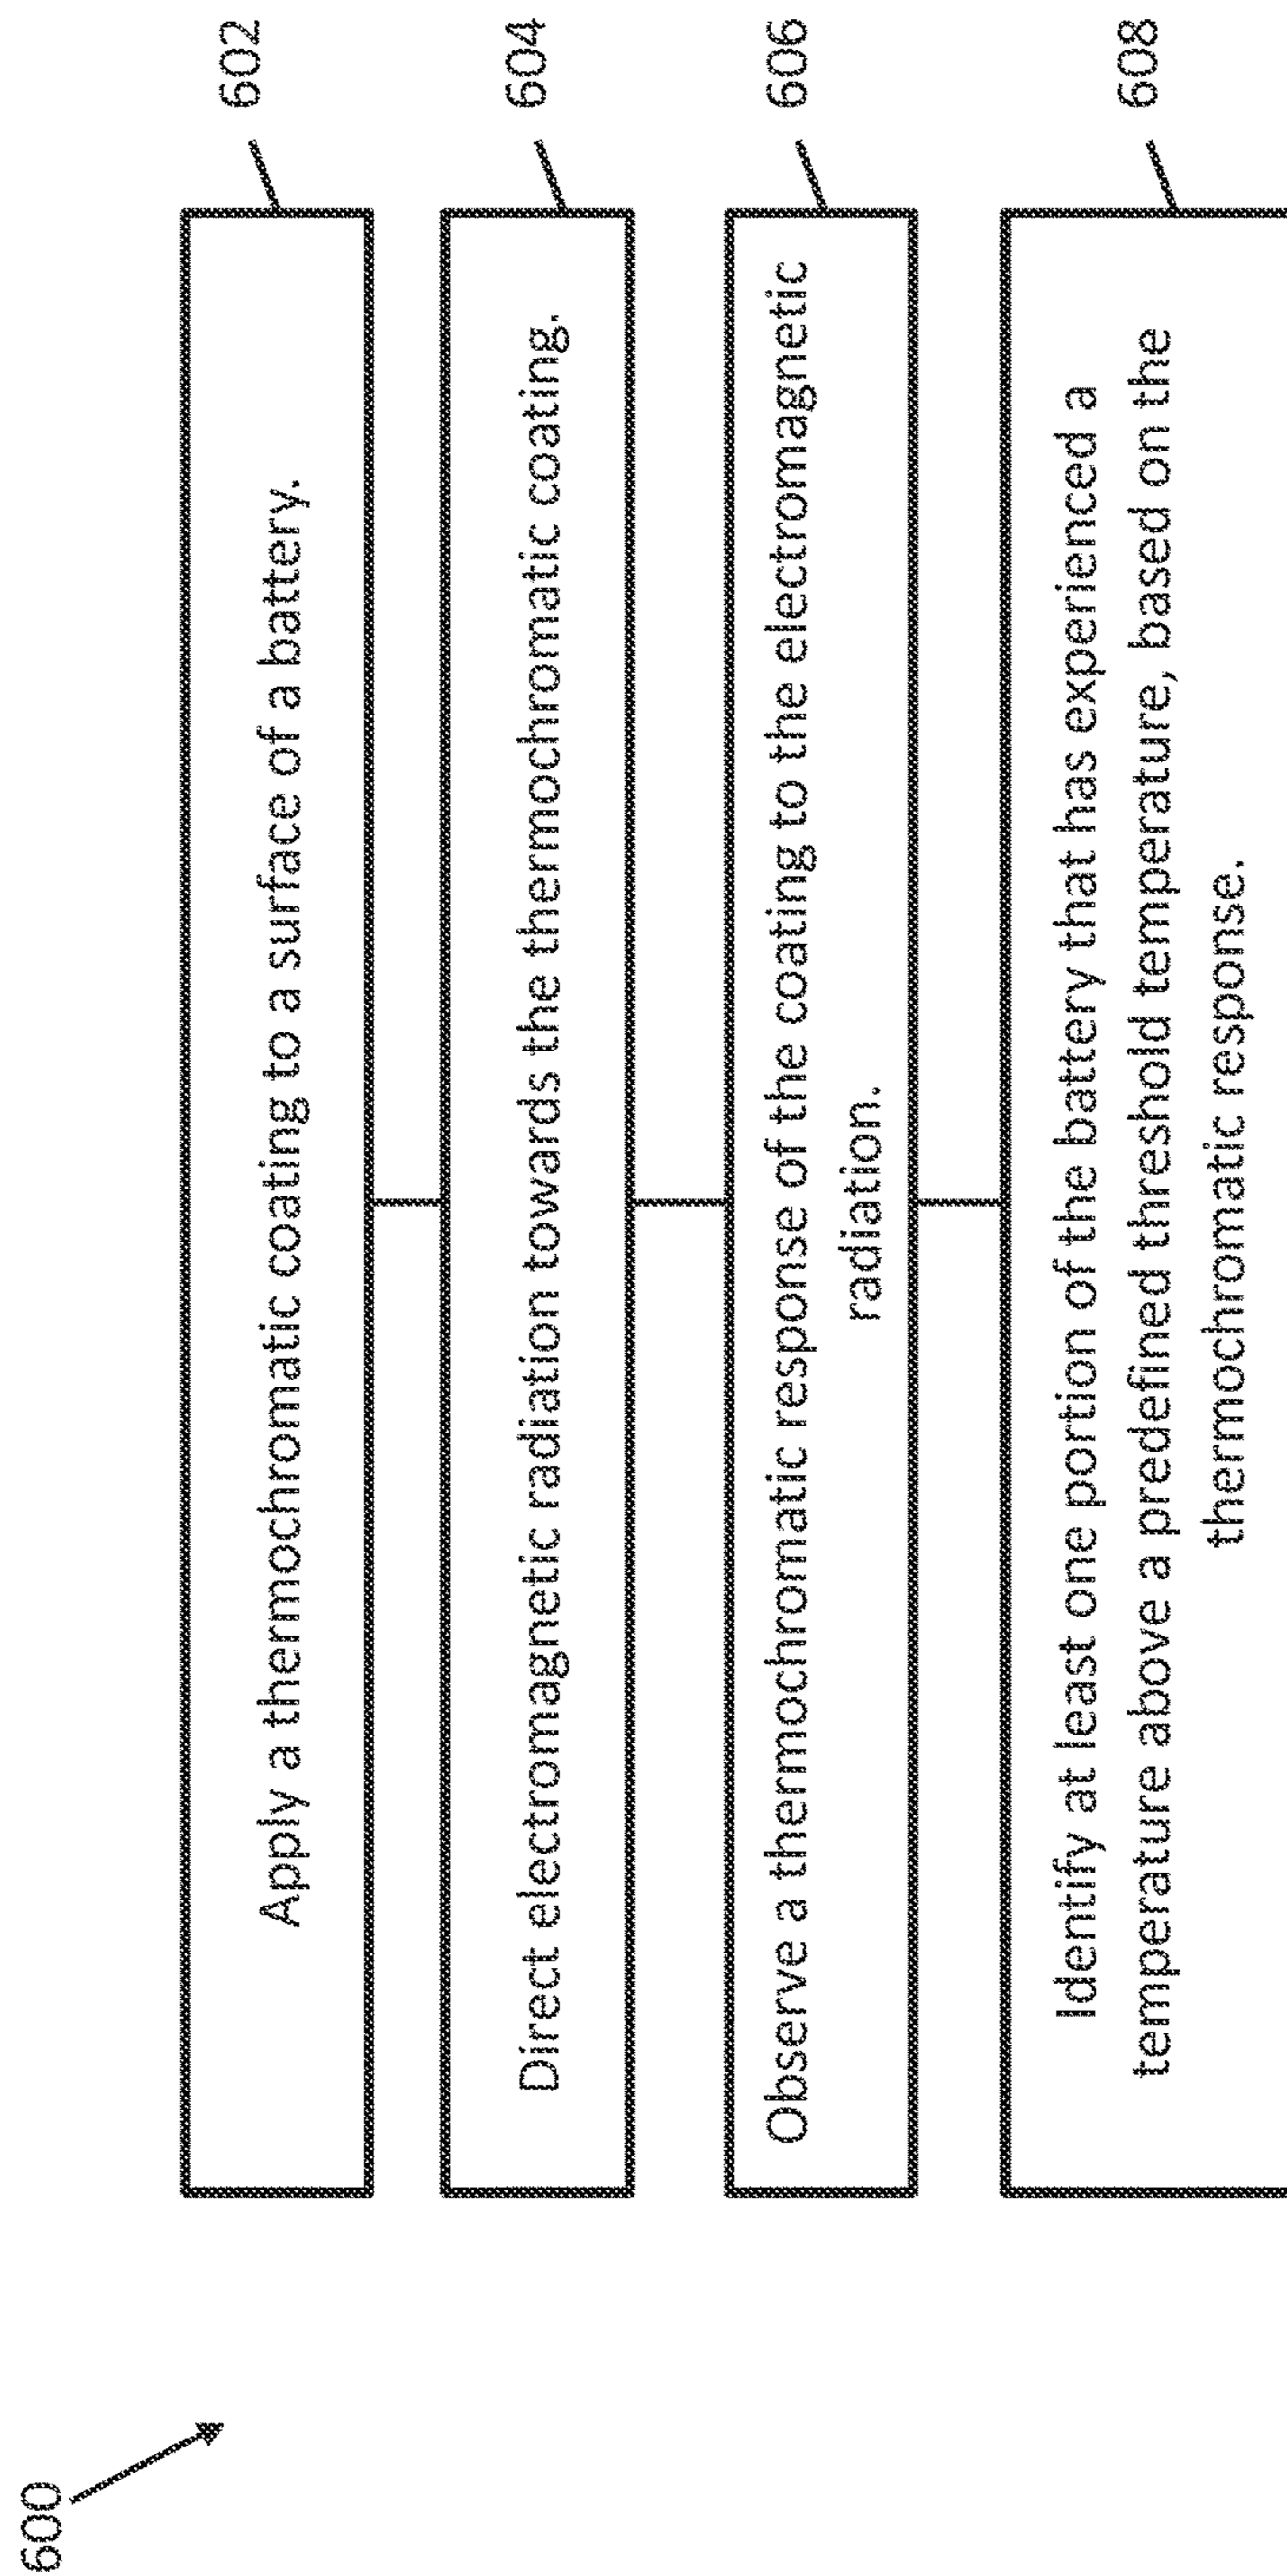 600
Apply a thermochromatic coating to a surface of a battery.
602
Direct electromagnetic radiation towards the thermochromatic coating.
604
Observe a thermochromatic response of the coating to the electromagnetic
radiation.
606
Identify at least one portion of the battery that has experienced a
temperature above a predefined threshold temperature, based on the
thermochromatic response.
608